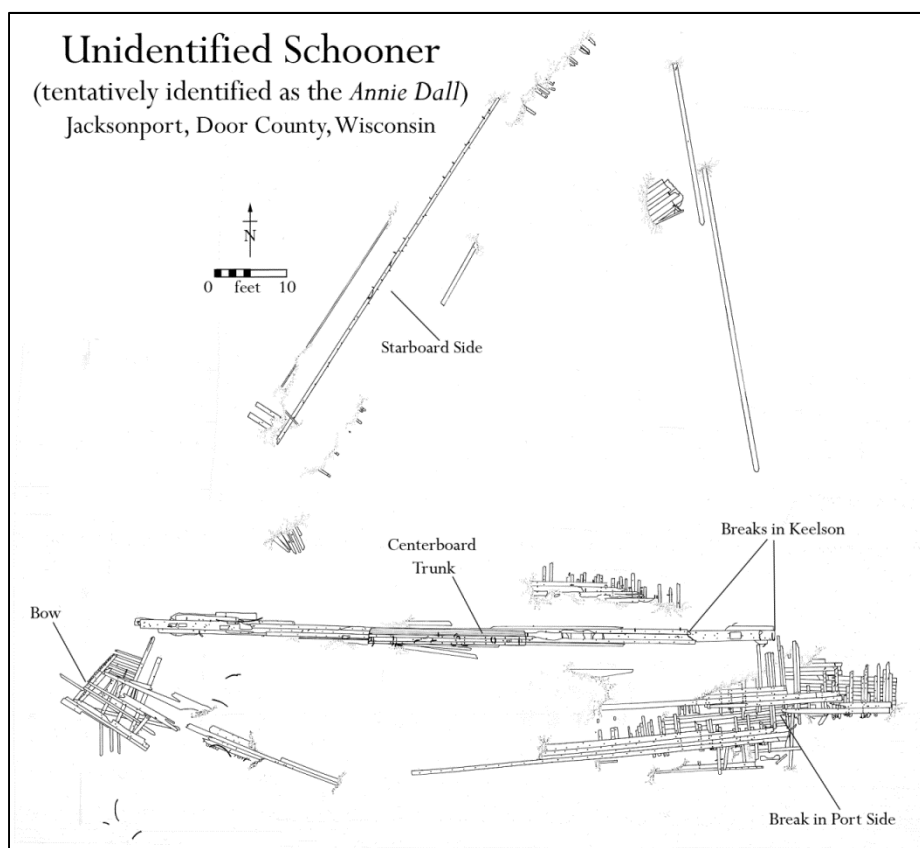 Unidentified Schooner
(tentatively identified as the Annie Dall)
Jacksonport, Door County, Wisconsin
N
0 feet 10
Starboard Side
Centerboard
Trunk
Breaks in Keelson
Bow
Break in Port Side